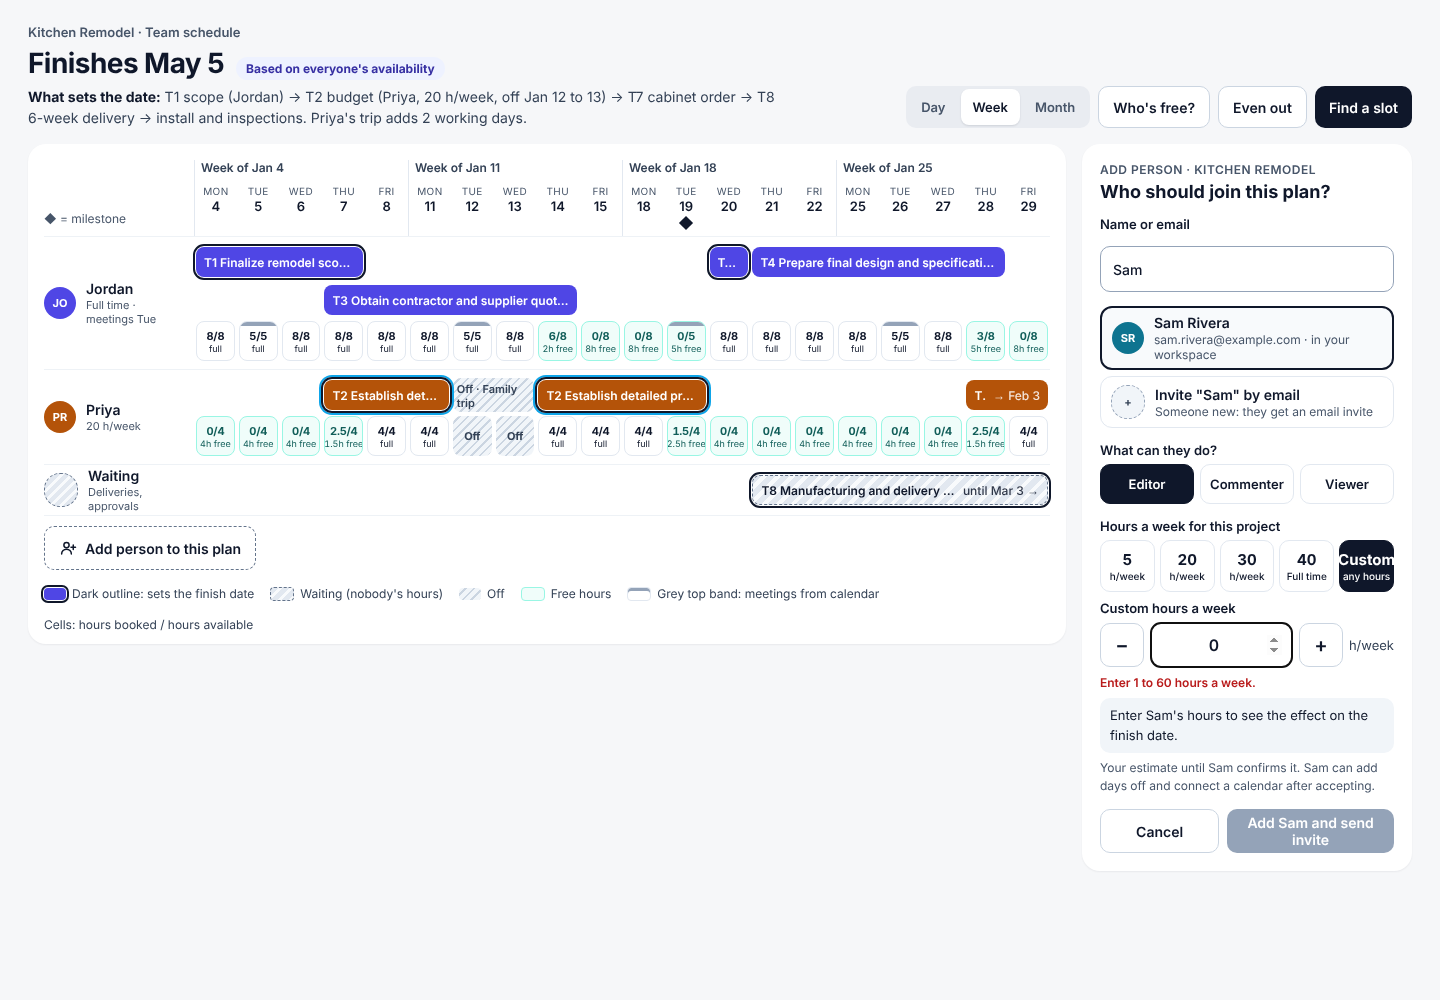 Kitchen Remodel · Team schedule
Finishes May 5
Based on everyone's availability
What sets the date: T1 scope (Jordan) → T2 budget (Priya, 20 h/week, off Jan 12 to 13) → T7 cabinet order → T8
6-week delivery → install and inspections. Priya's trip adds 2 working days.
Day Week Month
Who's free?
Even out
Find a slot
Week of Jan 4 Week of Jan 11 Week of Jan 18 Week of Jan 25
MON TUE WED THU FRI MON TUE WED THU FRI MON TUE WED THU FRI MON TUE WED THU FRI
4 5 6 7 8 11 12 13 14 15 18 19 20 21 22 25 26 27 28 29
◆ = milestone
T1 Finalize remodel sco...
T...
T4 Prepare final design and specificati...
JO
Jordan
Full time ·
meetings Tue
T3 Obtain contractor and supplier quot...
8/8 5/5 8/8 8/8 8/8 8/8 5/5 8/8 6/8 0/8 0/8 0/5 8/8 8/8 8/8 8/8 5/5 8/8 3/8 0/8
full full full full full full full full 2h free 8h free 8h free 5h free full full full full full full 5h free 8h free
PR
Priya
20 h/week
T2 Establish det...
Off · Family
trip
T2 Establish detailed pr...
T. → Feb 3
0/4 0/4 0/4 2.5/4 4/4 4/4 Off Off 4/4 4/4 4/4 1.5/4 0/4 0/4 0/4 0/4 0/4 0/4 2.5/4 4/4
4h free 4h free 4h free 1.5h free full full full full full 2.5h free 4h free 4h free 4h free 4h free 4h free 4h free 1.5h free full
Waiting
Deliveries,
approvals
T8 Manufacturing and delivery ... until Mar 3 →
Add person to this plan
Dark outline: sets the finish date
Waiting (nobody's hours)
Off
Free hours
Grey top band: meetings from calendar
Cells: hours booked / hours available
ADD PERSON · KITCHEN REMODEL
Who should join this plan?
Name or email
Sam
SR
Sam Rivera
sam.rivera@example.com · in your
workspace
+
Invite "Sam" by email
Someone new: they get an email invite
What can they do?
Editor Commenter Viewer
Hours a week for this project
5 20 30 40 Custom
h/week h/week h/week Full time any hours
Custom hours a week
− 0 + h/week
Enter 1 to 60 hours a week.
Enter Sam's hours to see the effect on the
finish date.
Your estimate until Sam confirms it. Sam can add
days off and connect a calendar after accepting.
Cancel
Add Sam and send
invite